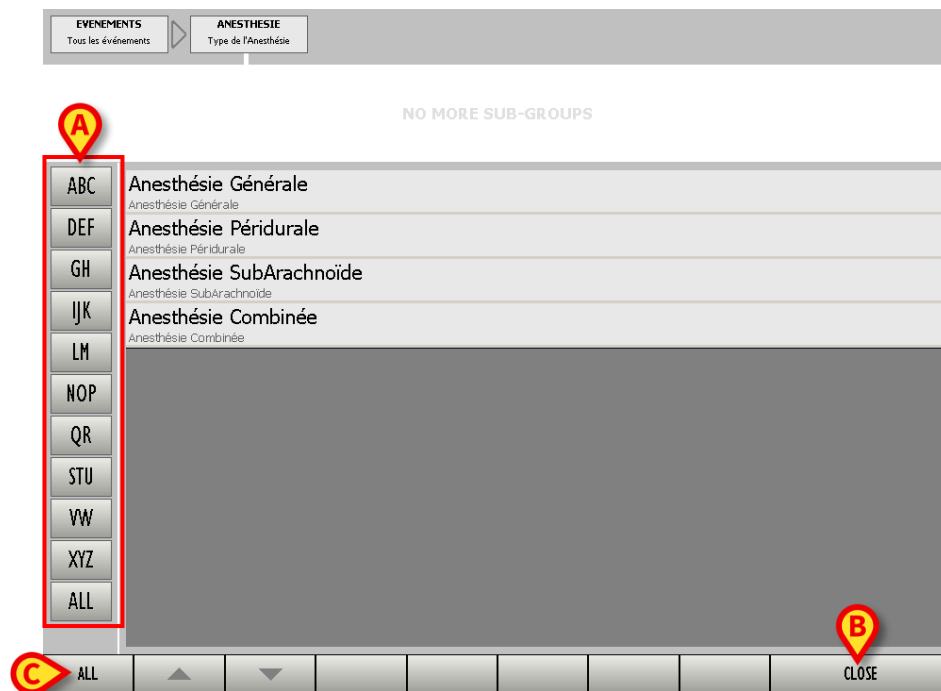 EVENEMENTS
Tous les événements
ANESTHESIE
Type de l'Anesthésie
NO MORE SUB-GROUPS
A
ABC
DEF
GH
IJK
LM
NOP
QR
STU
VW
XYZ
ALL
Anesthésie Générale
Anesthésie Générale
Anesthésie Péridurale
Anesthésie Péridurale
Anesthésie SubArachnoïde
Anesthésie SubArachnoïde
Anesthésie Combinée
Anesthésie Combinée
B
C
ALL
CLOSE